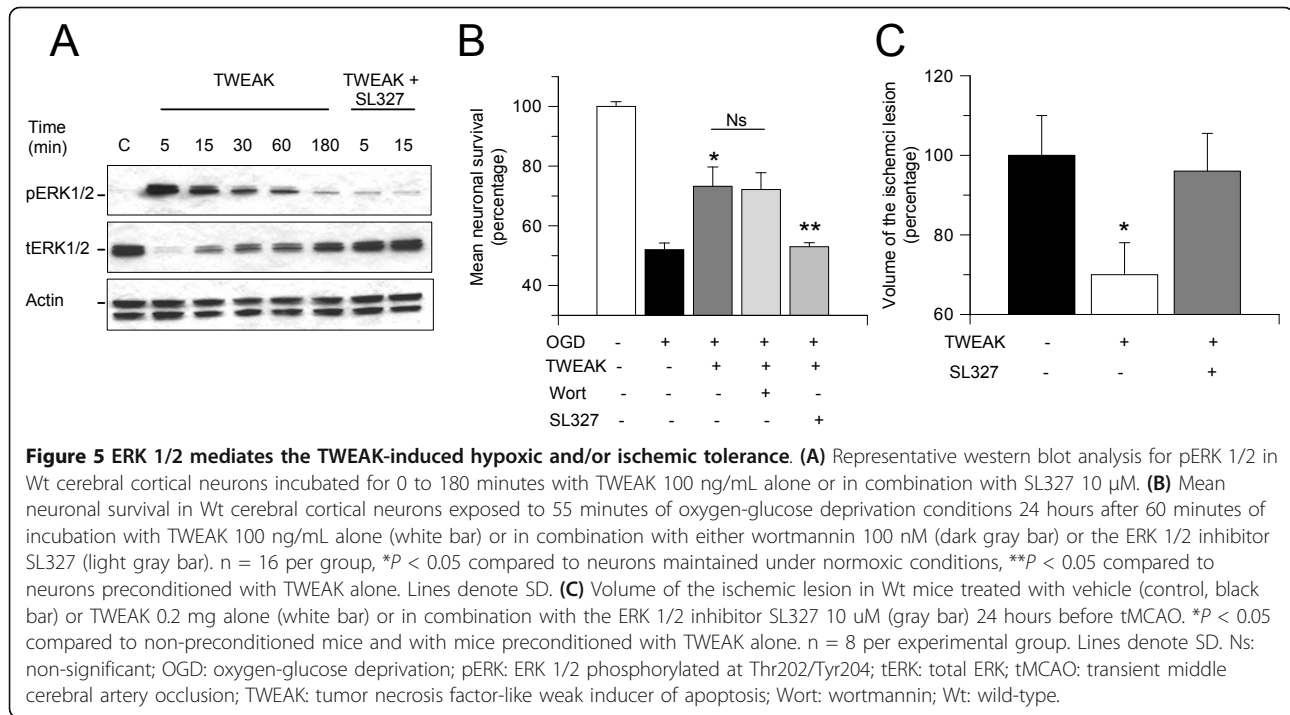 A
TWEAK
TWEAK +
SL327
Time
(min)
C 5 15 30 60 180 5 15
pERK1/2
tERK1/2
Actin
B
Mean neuronal survival
(percentage)
100
80
60
40
Ns
*
**
OGD - + + + +
TWEAK - - + + +
Wort - - - + -
SL327 - - - - +
C
Volume of the ischemci lesion
(percentage)
120
100
80
60
*
TWEAK - + +
SL327 - - +
Figure 5 ERK 1/2 mediates the TWEAK-induced hypoxic and/or ischemic tolerance. (A) Representative western blot analysis for pERK 1/2 in
Wt cerebral cortical neurons incubated for 0 to 180 minutes with TWEAK 100 ng/mL alone or in combination with SL327 10 μM. (B) Mean
neuronal survival in Wt cerebral cortical neurons exposed to 55 minutes of oxygen-glucose deprivation conditions 24 hours after 60 minutes of
incubation with TWEAK 100 ng/mL alone (white bar) or in combination with either wortmannin 100 nM (dark gray bar) or the ERK 1/2 inhibitor
SL327 (light gray bar). n = 16 per group, *P < 0.05 compared to neurons maintained under normoxic conditions, **P < 0.05 compared to
neurons preconditioned with TWEAK alone. Lines denote SD. (C) Volume of the ischemic lesion in Wt mice treated with vehicle (control, black
bar) or TWEAK 0.2 mg alone (white bar) or in combination with the ERK 1/2 inhibitor SL327 10 uM (gray bar) 24 hours before tMCAO. *P < 0.05
compared to non-preconditioned mice and with mice preconditioned with TWEAK alone. n = 8 per experimental group. Lines denote SD. Ns:
non-significant; OGD: oxygen-glucose deprivation; pERK: ERK 1/2 phosphorylated at Thr202/Tyr204; tERK: total ERK; tMCAO: transient middle
cerebral artery occlusion; TWEAK: tumor necrosis factor-like weak inducer of apoptosis; Wort: wortmannin; Wt: wild-type.